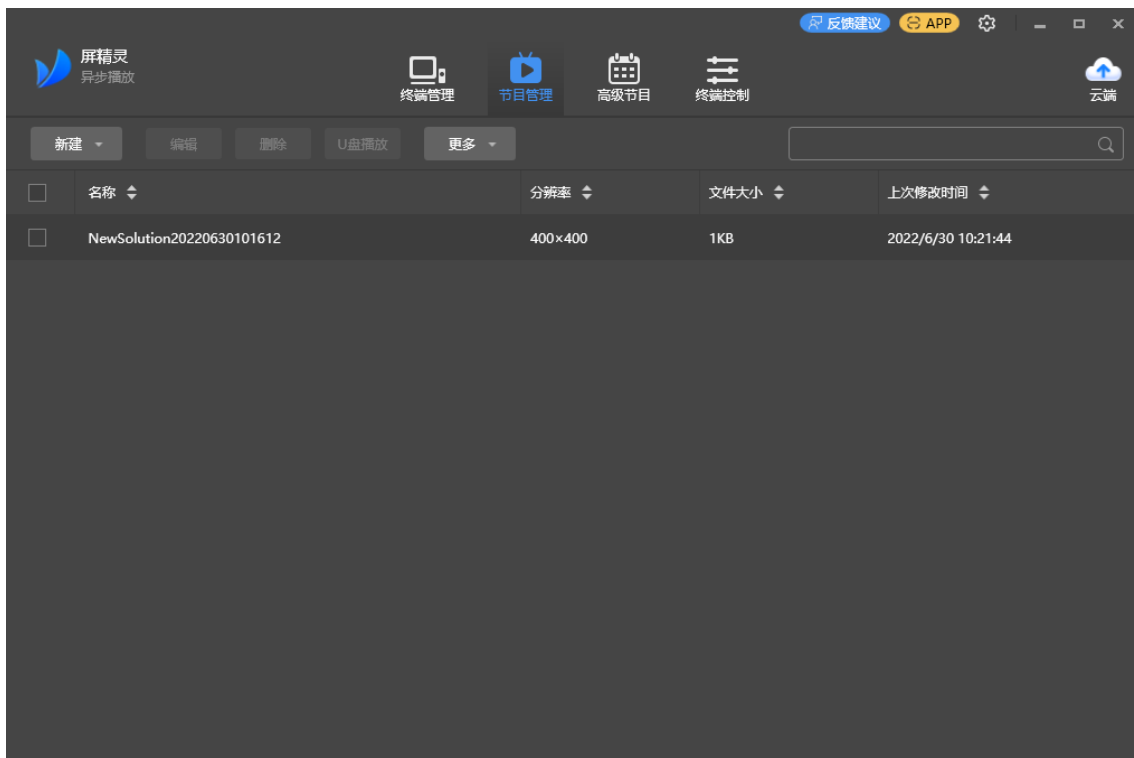 反馈建议 APP
屏精灵
异步播放
终端管理 节目管理 高级节目 终端控制 云端
新建 编辑 删除 U盘播放 更多
名称 分辨率 文件大小 上次修改时间
NewSolution20220630101612 400×400 1KB 2022/6/30 10:21:44